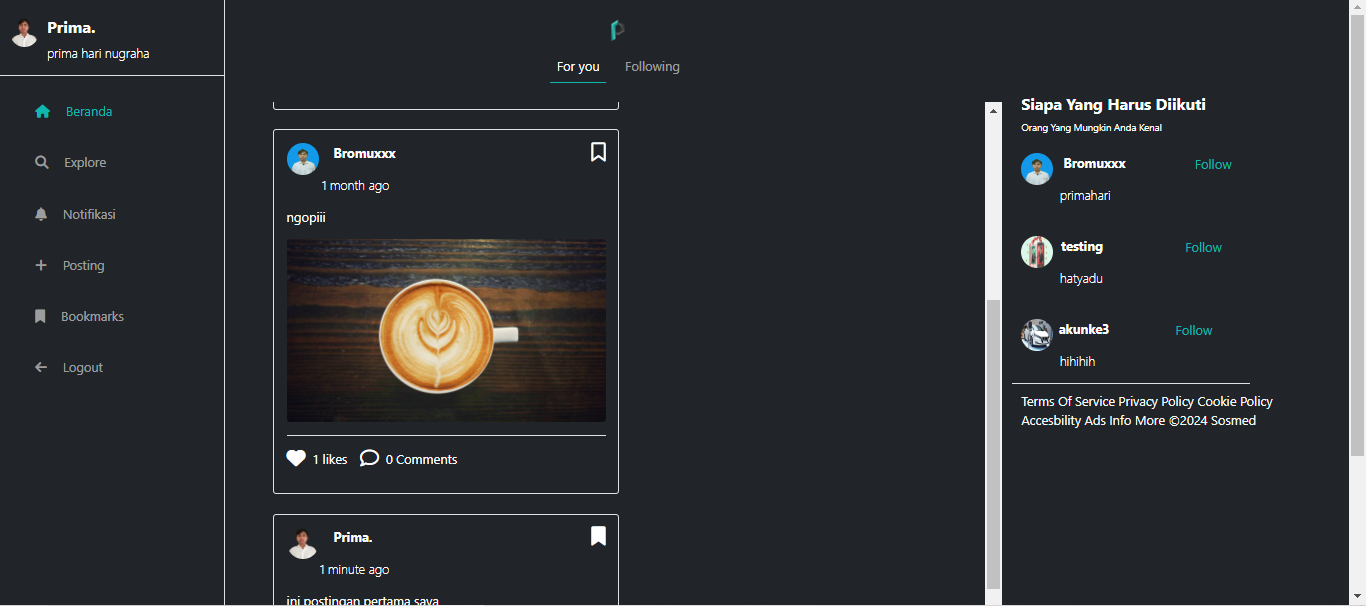 Prima.
prima hari nugraha
Beranda
Explore
Notifikasi
Posting
Bookmarks
Logout
For you
Following
Bromuxxx
1 month ago
ngopiii
1 likes
0 Comments
Prima.
1 minute ago
ini postingan pertama saya
Siapa Yang Harus Diikuti
Orang Yang Mungkin Anda Kenal
Bromuxxx
Follow
primahari
testing
Follow
hatyadu
akunke3
Follow
hihihih
Terms Of Service Privacy Policy Cookie Policy
Accesbility Ads Info More ©2024 Sosmed